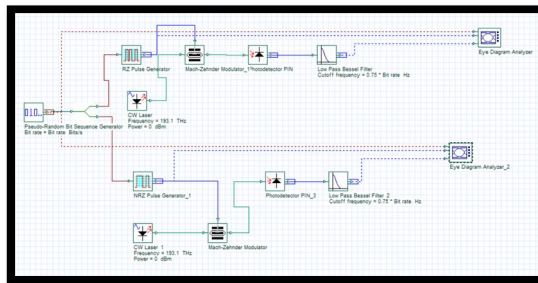 Eye Diagram Analyzer
RZ Pulse Generator
Mach-Zehnder Modulator_1
Photodetector PIN
Low Pass Bessel Filter
Cutoff frequency = 0.75 * Bit rate Hz
CW Laser
Frequency = 193.1 THz
Power = 0 dBm
Pseudo-Random Bit Sequence Generator
Bit rate = Bit rate Bits/s
Eye Diagram Analyzer_2
NRZ Pulse Generator_1
Photodetector PIN_3
Low Pass Bessel Filter_2
Cutoff frequency = 0.75 * Bit rate Hz
CW Laser_1
Frequency = 193.1 THz
Power = 0 dBm
Mach-Zehnder Modulator